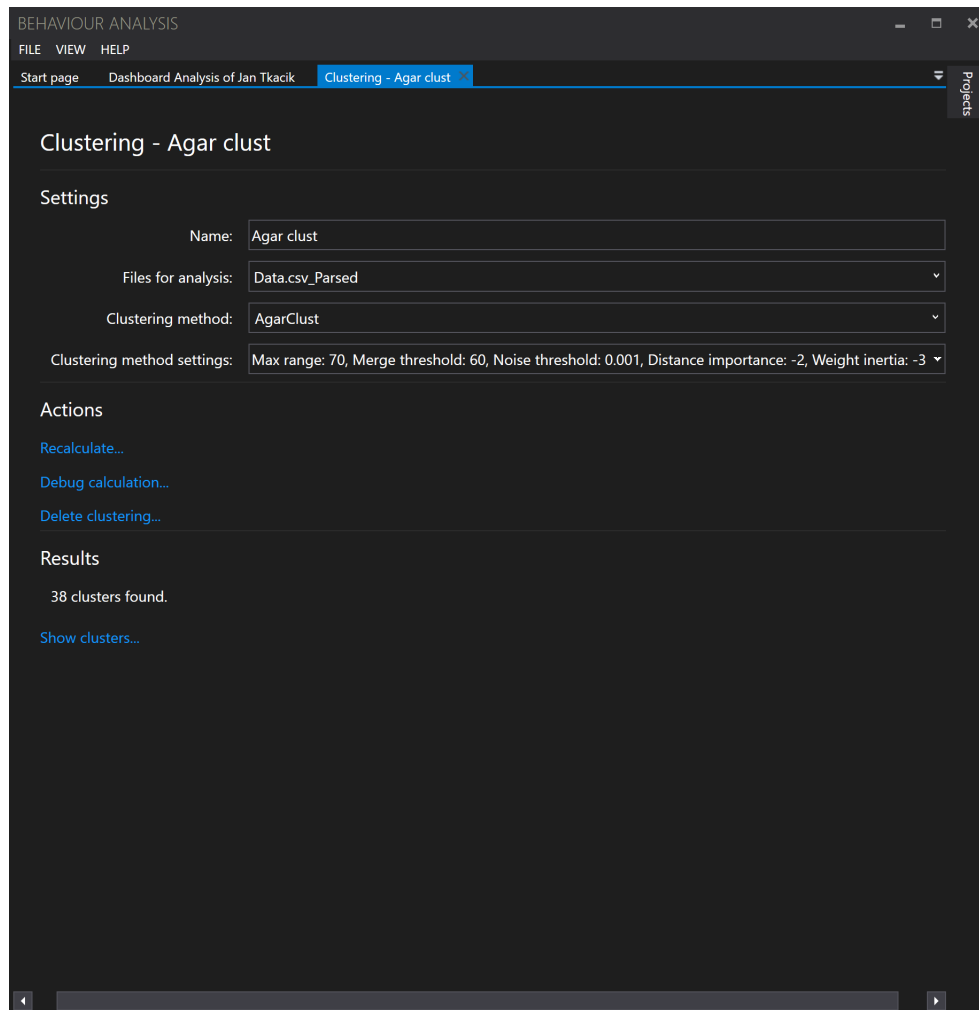 BEHAVIOUR ANALYSIS
FILE VIEW HELP
Start page Dashboard Analysis of Jan Tkacik Clustering - Agar clust
Projects
Clustering - Agar clust
Settings
Name: Agar clust
Files for analysis: Data.csv_Parsed
Clustering method: AgarClust
Clustering method settings: Max range: 70, Merge threshold: 60, Noise threshold: 0.001, Distance importance: -2, Weight inertia: -3
Actions
Recalculate...
Debug calculation...
Delete clustering...
Results
38 clusters found.
Show clusters...